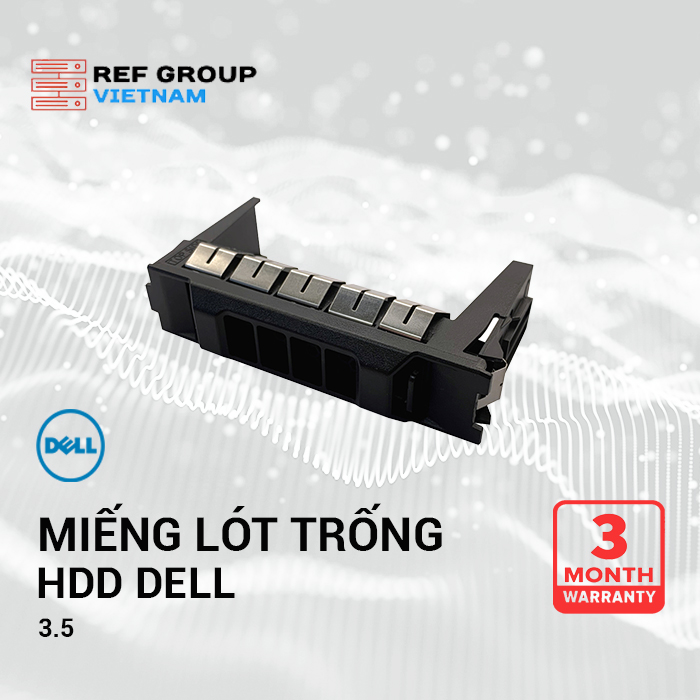 REF GROUP
VIETNAM
DELL
MIẾNG LÓT TRỐNG
HDD DELL
3.5
3
MONTH
WARRANTY